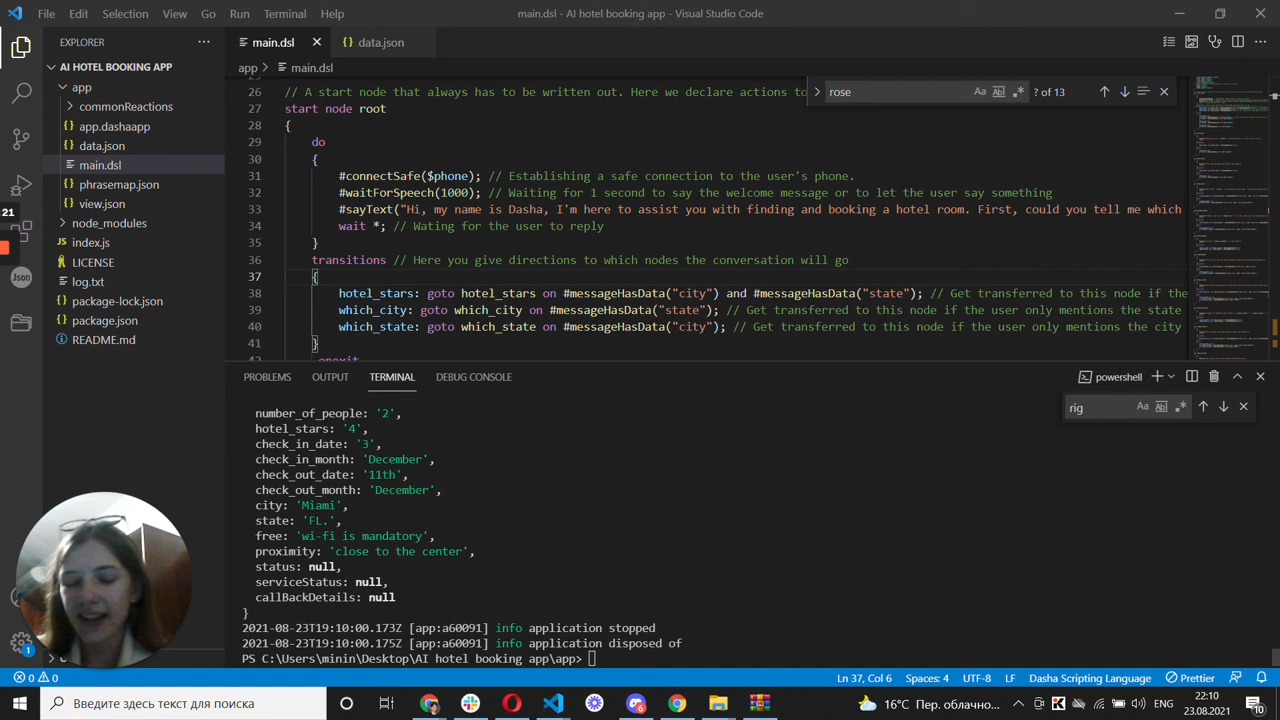 File Edit Selection View Go Run Terminal Help
main.dsl - AI hotel booking app - Visual Studio Code
EXPLORER
main.dsl
data.json
AI HOTEL BOOKING APP
app
commonReactions
app.dashaapp
data.json
main.dsl
phrasemap.json
view.json
node_modules
index.js
LICENSE
log.txt
package-lock.json
package.json
README.md
21
Json
app > main.dsl
rose
Aa Abl .* ? of 13
26 // A start node that always has to be written out. Here we declare actions to
27 start node root
28 {
29 do
30 {
31 #connectSafe($phone); // Establishing a safe connection to the user's phone.
32 #waitForSpeech(1000); // Waiting for 1 second to say the welcome message or to let the user say something
33 #sayText("Hi, my name is Dasha, I'm here to assist you with finding and booking a hotel room. First, could you tell me which
34 wait *; // Wating for the user to reply
35 }
36 transitions // Here you give directions to which nodes the conversation will go
37 {
38 hotel_stars: goto hotel_stars on #messageHasData("city") and #messageHasData("state"); // Get transferred to this node if the
39 which_city: goto which_city on #messageHasData("state"); // Get transferred to this node if the user only mentions the state
40 which_state: goto which_state on #messageHasData("city"); // Get transferred to this node if the user only mentions the city
41 }
42 onexit
PROBLEMS OUTPUT TERMINAL DEBUG CONSOLE
powershell
rig
Aa Abl .*
number_of_people: '2',
hotel_stars: '4',
check_in_date: '3',
check_in_month: 'December',
check_out_date: '11th',
check_out_month: 'December',
city: 'Miami',
state: 'FL.',
free: 'wi-fi is mandatory',
proximity: 'close to the center',
status: null,
serviceStatus: null,
callBackDetails: null
}
2021-08-23T19:10:00.173Z [app:a60091] info application stopped
2021-08-23T19:10:00.175Z [app:a60091] info application disposed of
PS C:\Users\minin\Desktop\AI hotel booking app\app>
1
0 0
Ln 37, Col 6 Spaces: 4 UTF-8 LF Dasha Scripting Language Prettier
Введите здесь текст для поиска
6
16°C Пер. облачно...
ENG
22:10
23.08.2021
10